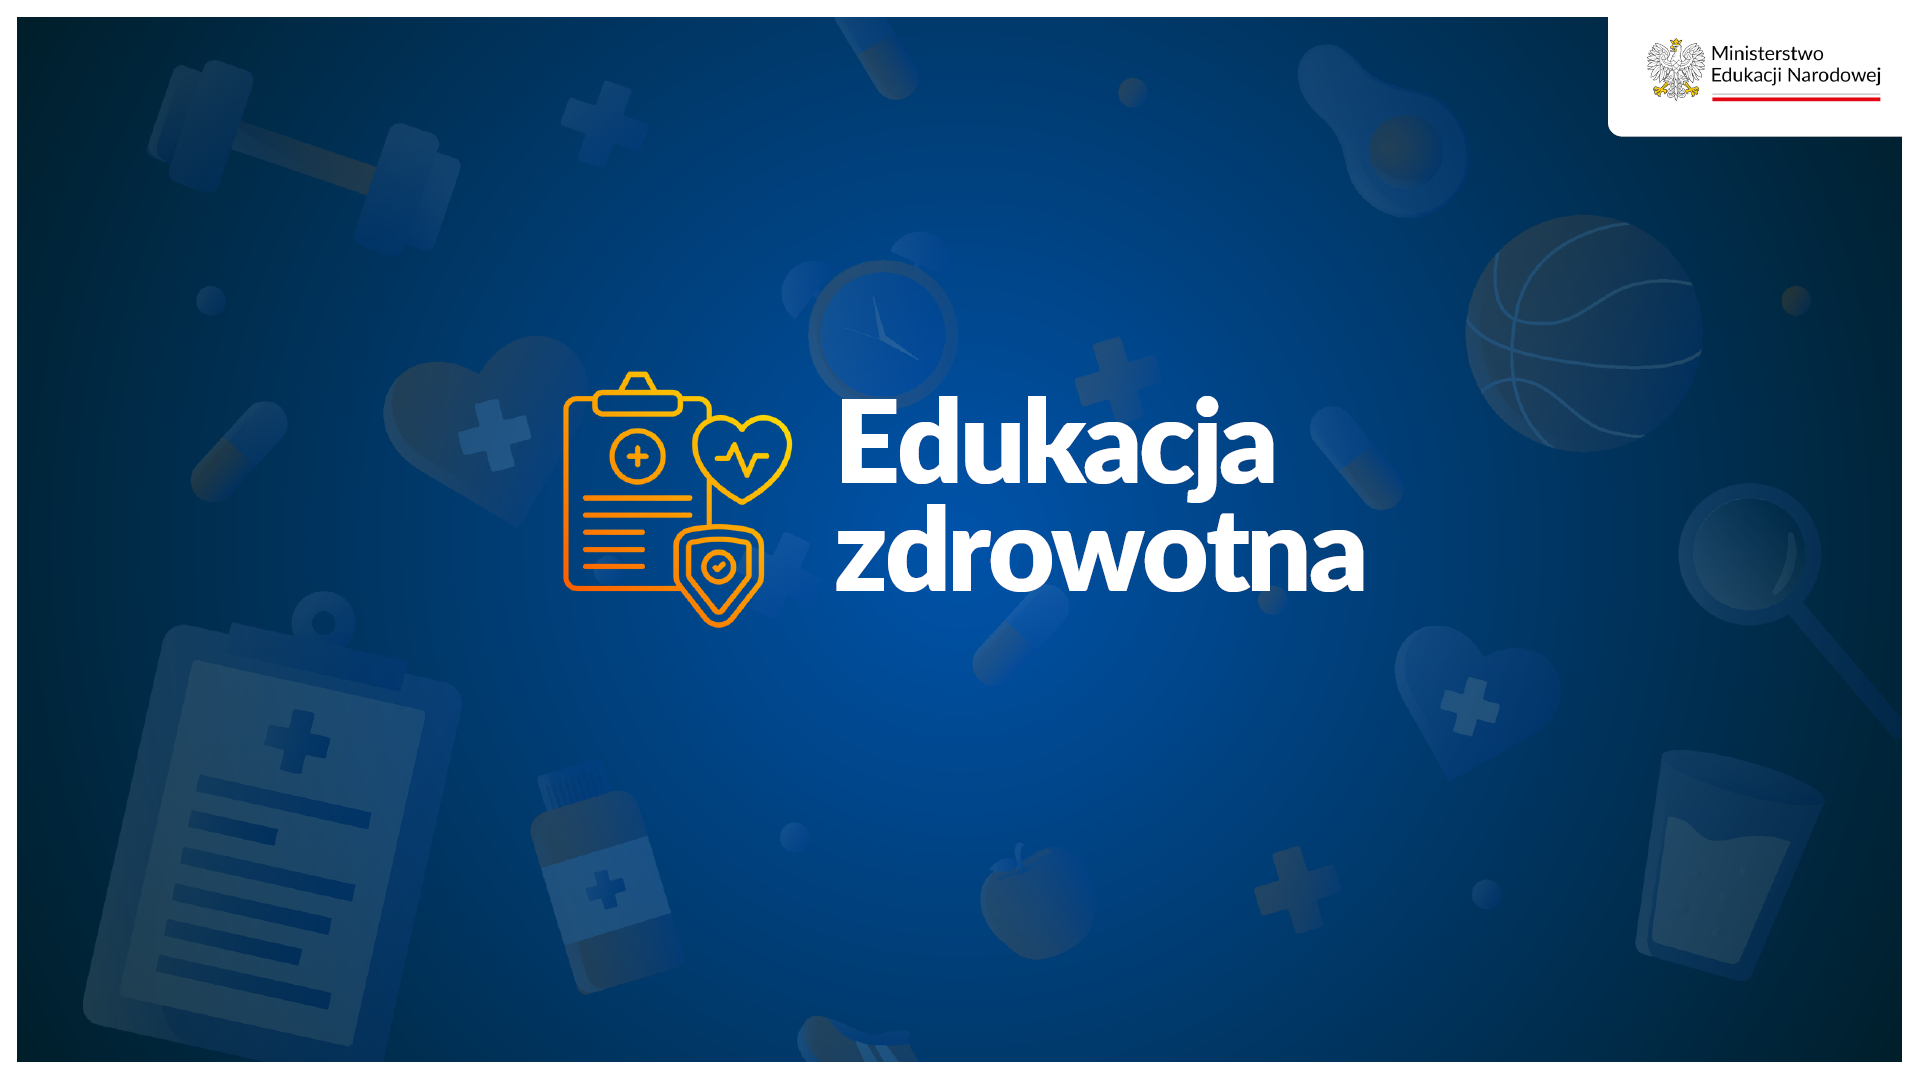 Ministerstwo
Edukacji Narodowej
Edukacja
zdrowotna